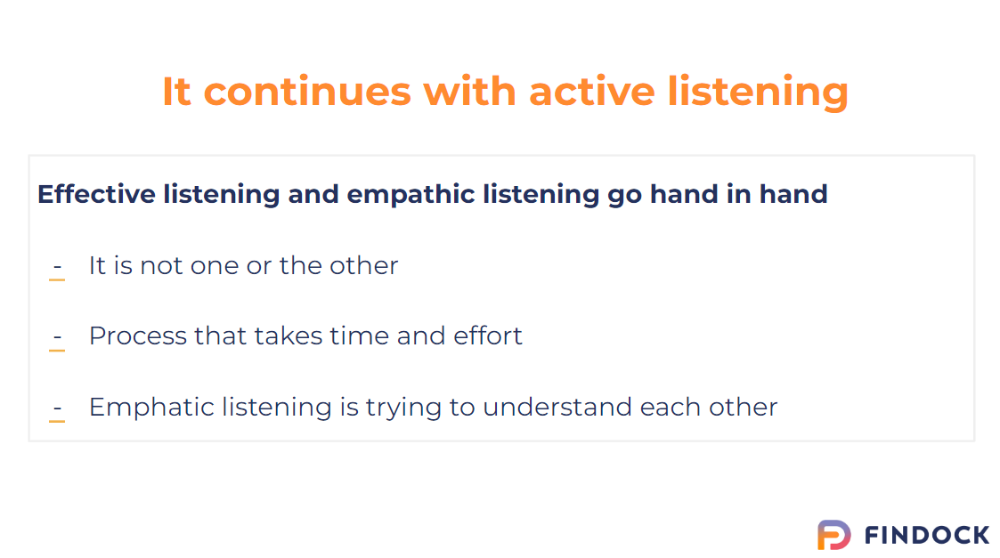 It continues with active listening
Effective listening and empathic listening go hand in hand
- It is not one or the other
- Process that takes time and effort
- Emphatic listening is trying to understand each other
FINDOCK